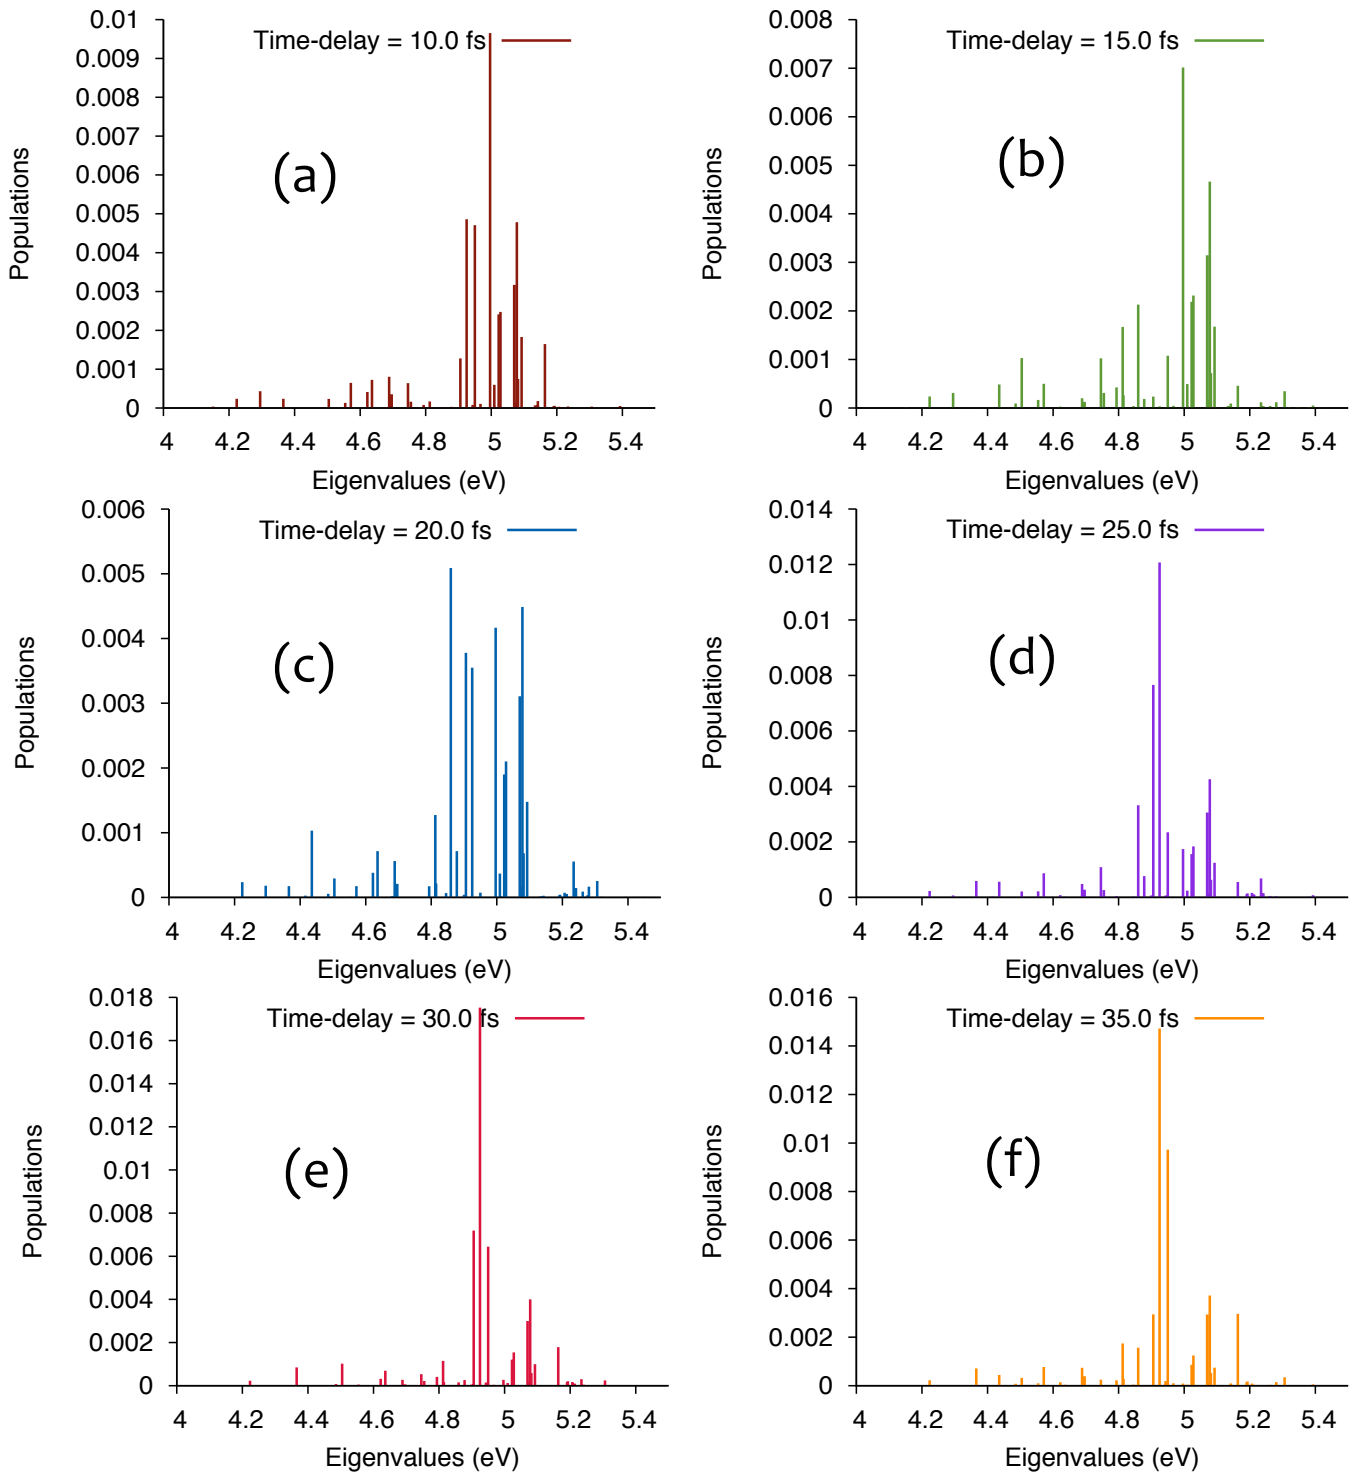 0.01
0.009
0.008
0.007
0.006
0.005
0.004
0.003
0.002
0.001
0
Populations
Time-delay = 10.0 fs
(a)
4 4.2 4.4 4.6 4.8 5 5.2 5.4
Eigenvalues (eV)
0.008
0.007
0.006
0.005
0.004
0.003
0.002
0.001
0
Populations
Time-delay = 15.0 fs
(b)
4 4.2 4.4 4.6 4.8 5 5.2 5.4
Eigenvalues (eV)
0.006
0.005
0.004
0.003
0.002
0.001
0
Populations
Time-delay = 20.0 fs
(c)
4 4.2 4.4 4.6 4.8 5 5.2 5.4
Eigenvalues (eV)
0.014
0.012
0.01
0.008
0.006
0.004
0.002
0
Populations
Time-delay = 25.0 fs
(d)
4 4.2 4.4 4.6 4.8 5 5.2 5.4
Eigenvalues (eV)
0.018
0.016
0.014
0.012
0.01
0.008
0.006
0.004
0.002
0
Populations
Time-delay = 30.0 fs
(e)
4 4.2 4.4 4.6 4.8 5 5.2 5.4
Eigenvalues (eV)
0.016
0.014
0.012
0.01
0.008
0.006
0.004
0.002
0
Populations
Time-delay = 35.0 fs
(f)
4 4.2 4.4 4.6 4.8 5 5.2 5.4
Eigenvalues (eV)